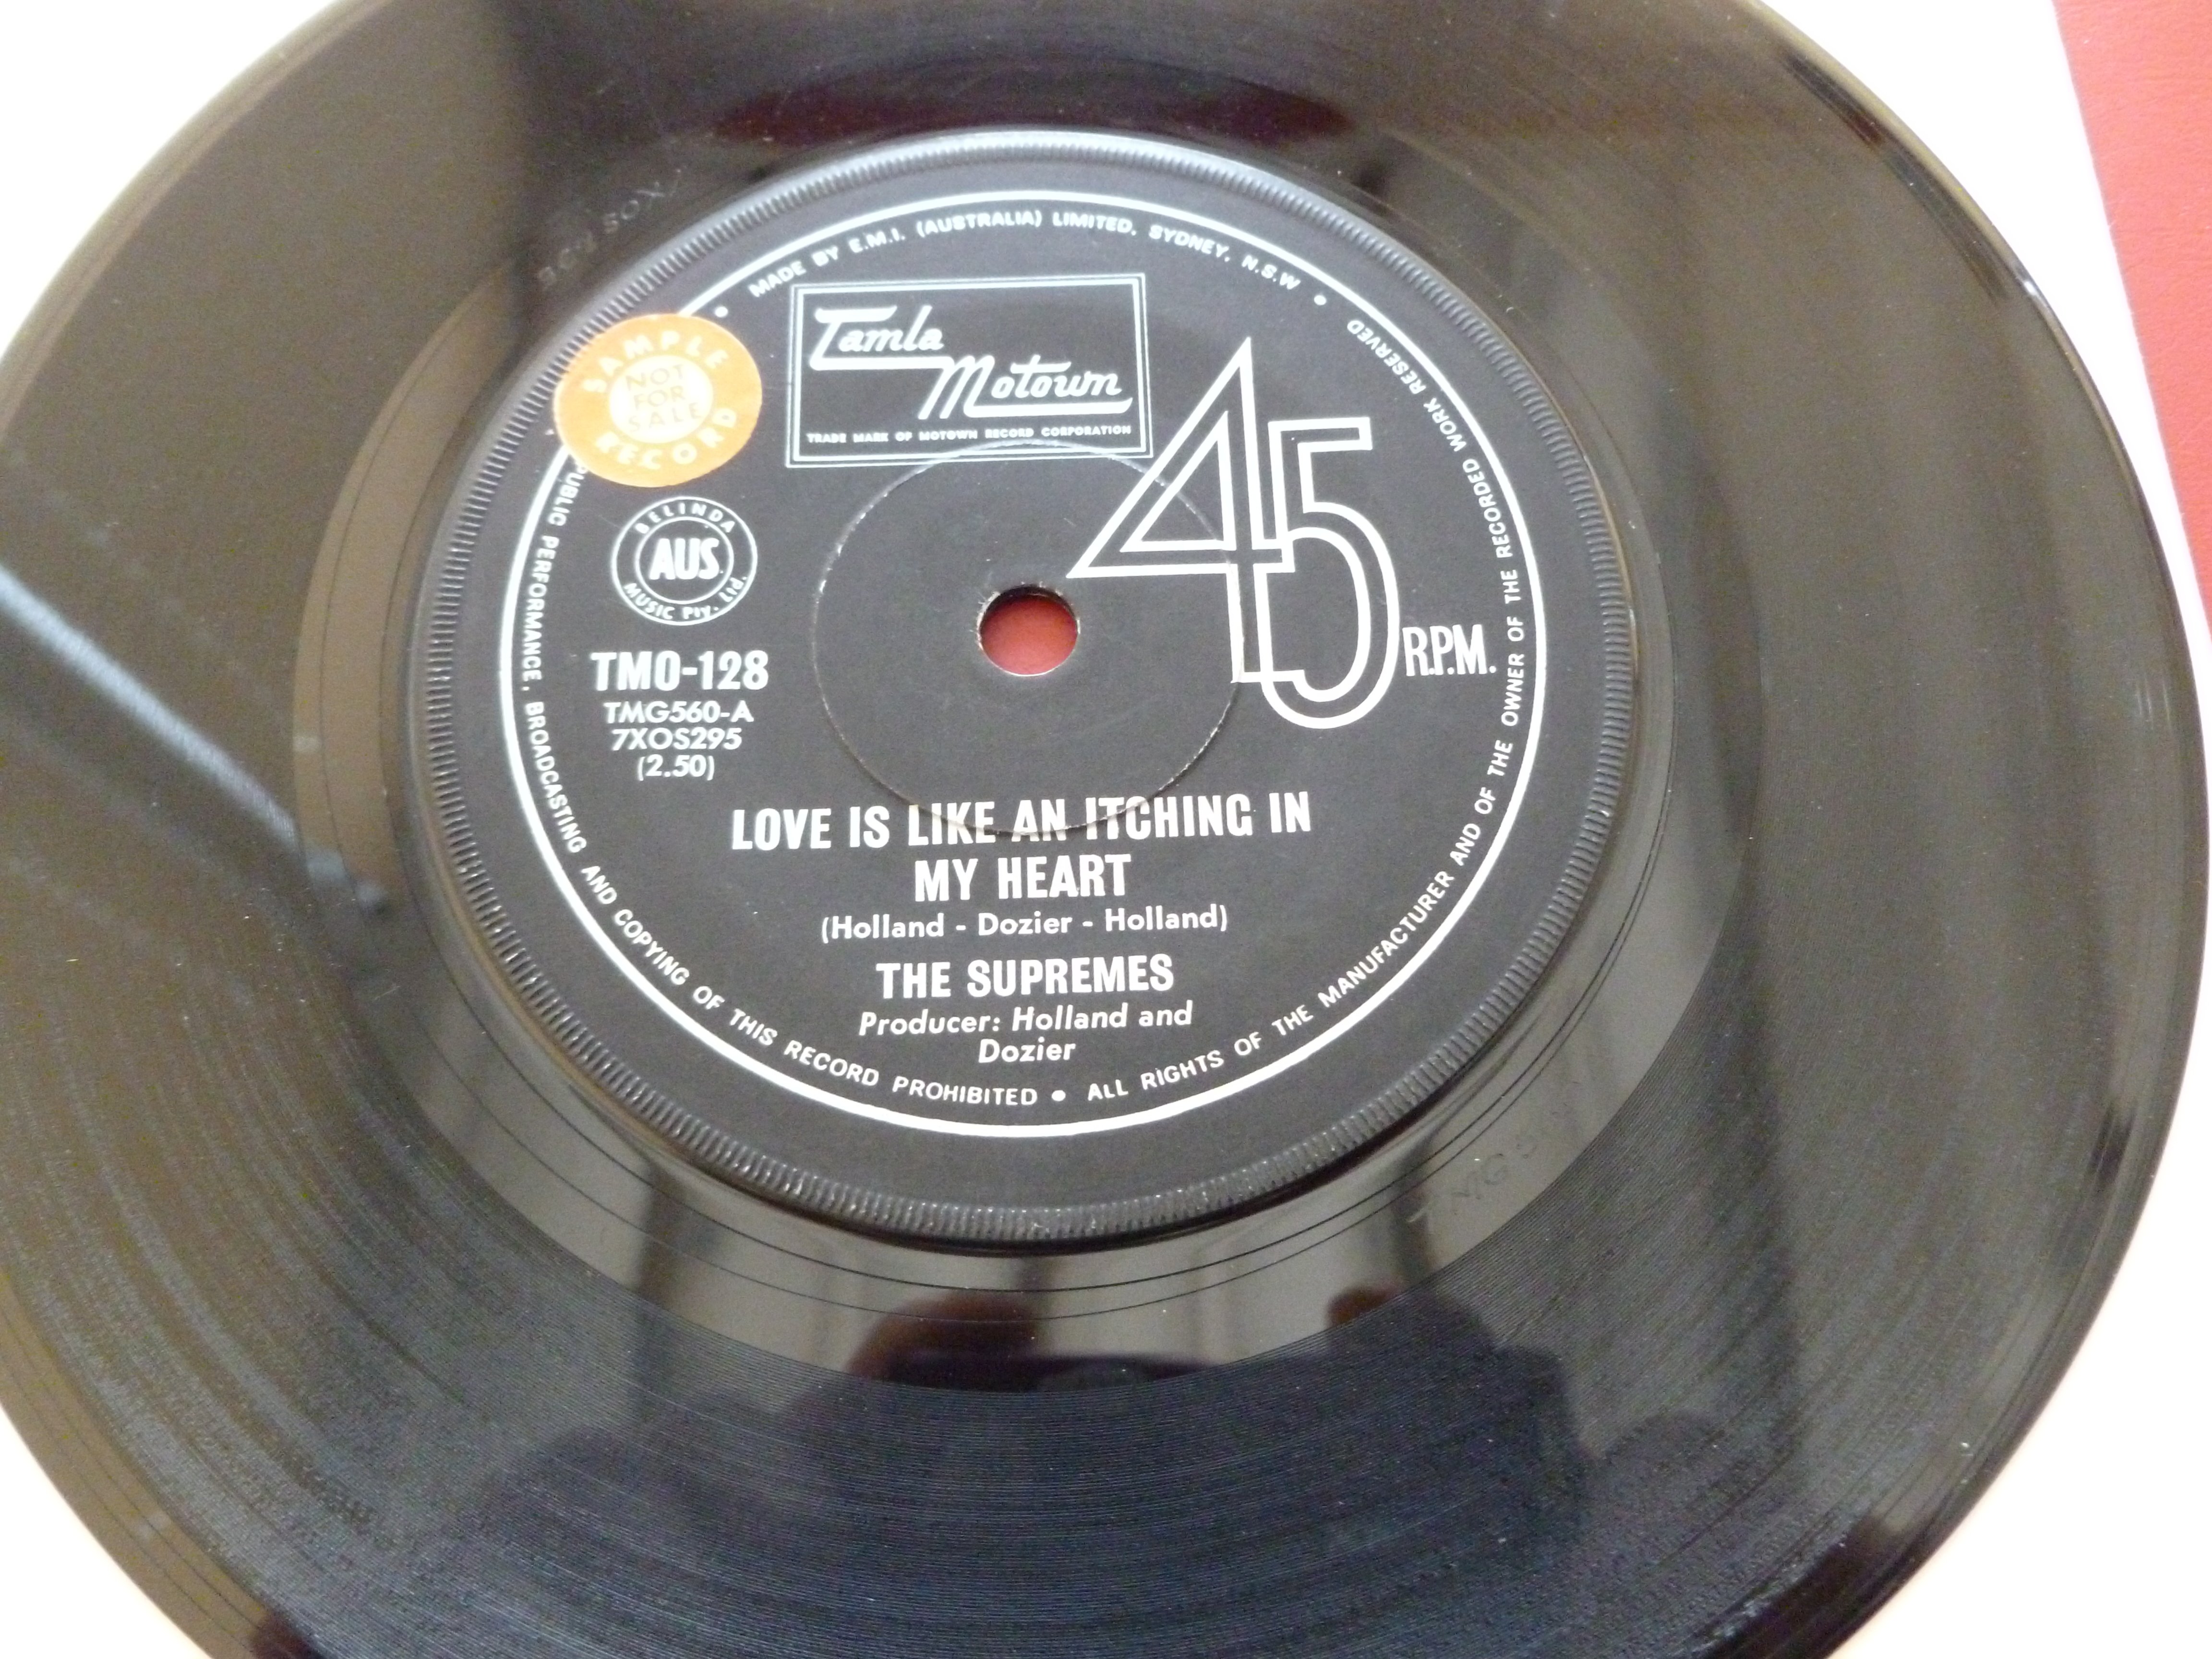 MADE BY E.M.I. (AUSTRALIA) LIMITED. SYDNEY. N.S.W
Tamla
Motown
TRADE MARK OF MOTOWN RECORD CORPORATION
SAMPLE
NOT
FOR
SALE
RECORD
45
R.P.M.
BELINDA
AUS
MUSIC Pty. Ltd.
TMO-128
TMG560-A
7XOS295
(2.50)
LOVE IS LIKE AN ITCHING IN
MY HEART
(Holland - Dozier - Holland)
THE SUPREMES
Producer: Holland and
Dozier
PUBLIC PERFORMANCE, BROADCASTING AND COPYING OF THIS RECORD PROHIBITED • ALL RIGHTS OF THE MANUFACTURER AND OF THE OWNER OF THE RECORDED WORK RESERVED